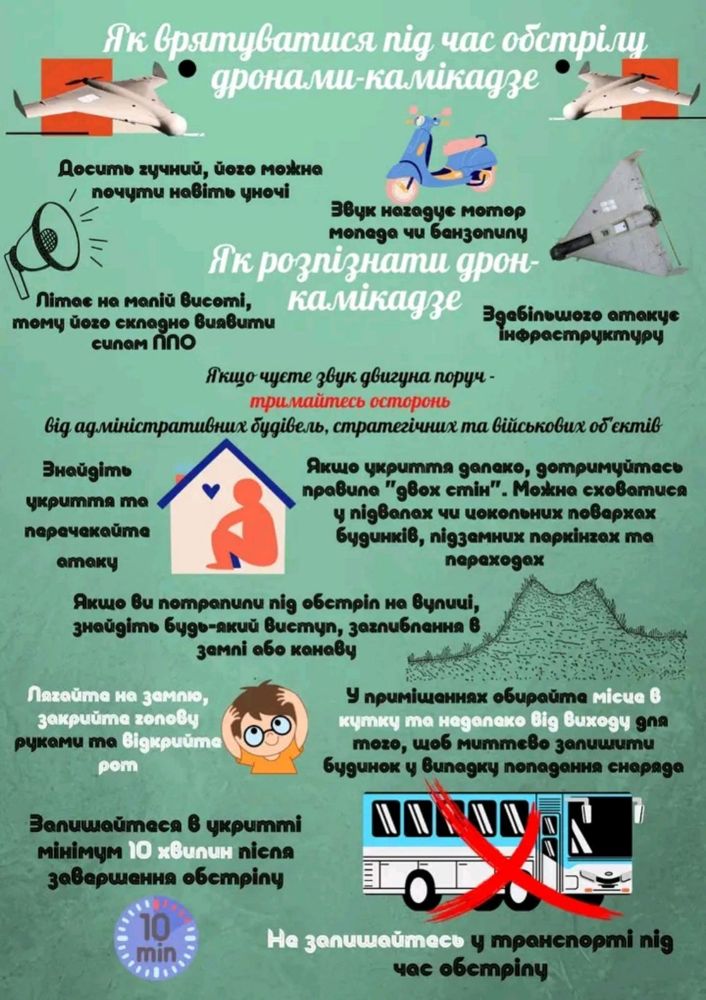 Як врятуватися під час обстрілу
дронами-камікадзе
Досить гучний, його можна
почути навіть уночі
Звук нагадує мотор
мопеда чи бензопилу
Як розпізнати дрон-
камікадзе
Літає на малій висоті,
тому його складно виявити
силам ППО
Здебільшого атакує
інфраструктуру
Якщо чуєте звук двигуна поруч -
тримайтесь осторонь
від адміністративних будівель, стратегічних та військових об'єктів
Знайдіть
укриття та
перечекайте
атаку
Якщо укриття далеко, дотримуйтесь
правила "двох стін". Можна сховатися
у підвалах чи цокольних поверхах
будинків, підземних паркінгах та
переходах
Якщо ви потрапили під обстріл на вулиці,
знайдіть будь-який виступ, заглиблення в
землі або канаву
Лягайте на землю,
закрийте голову
руками та відкрийте
рот
У приміщеннях обирайте місце в
кутку та недалеко від виходу для
того, щоб миттєво залишити
будинок у випадку попадання снаряда
Залишайтеся в укритті
мінімум 10 хвилин після
завершення обстрілу
10
min
Не залишайтесь у транспорті під
час обстрілу